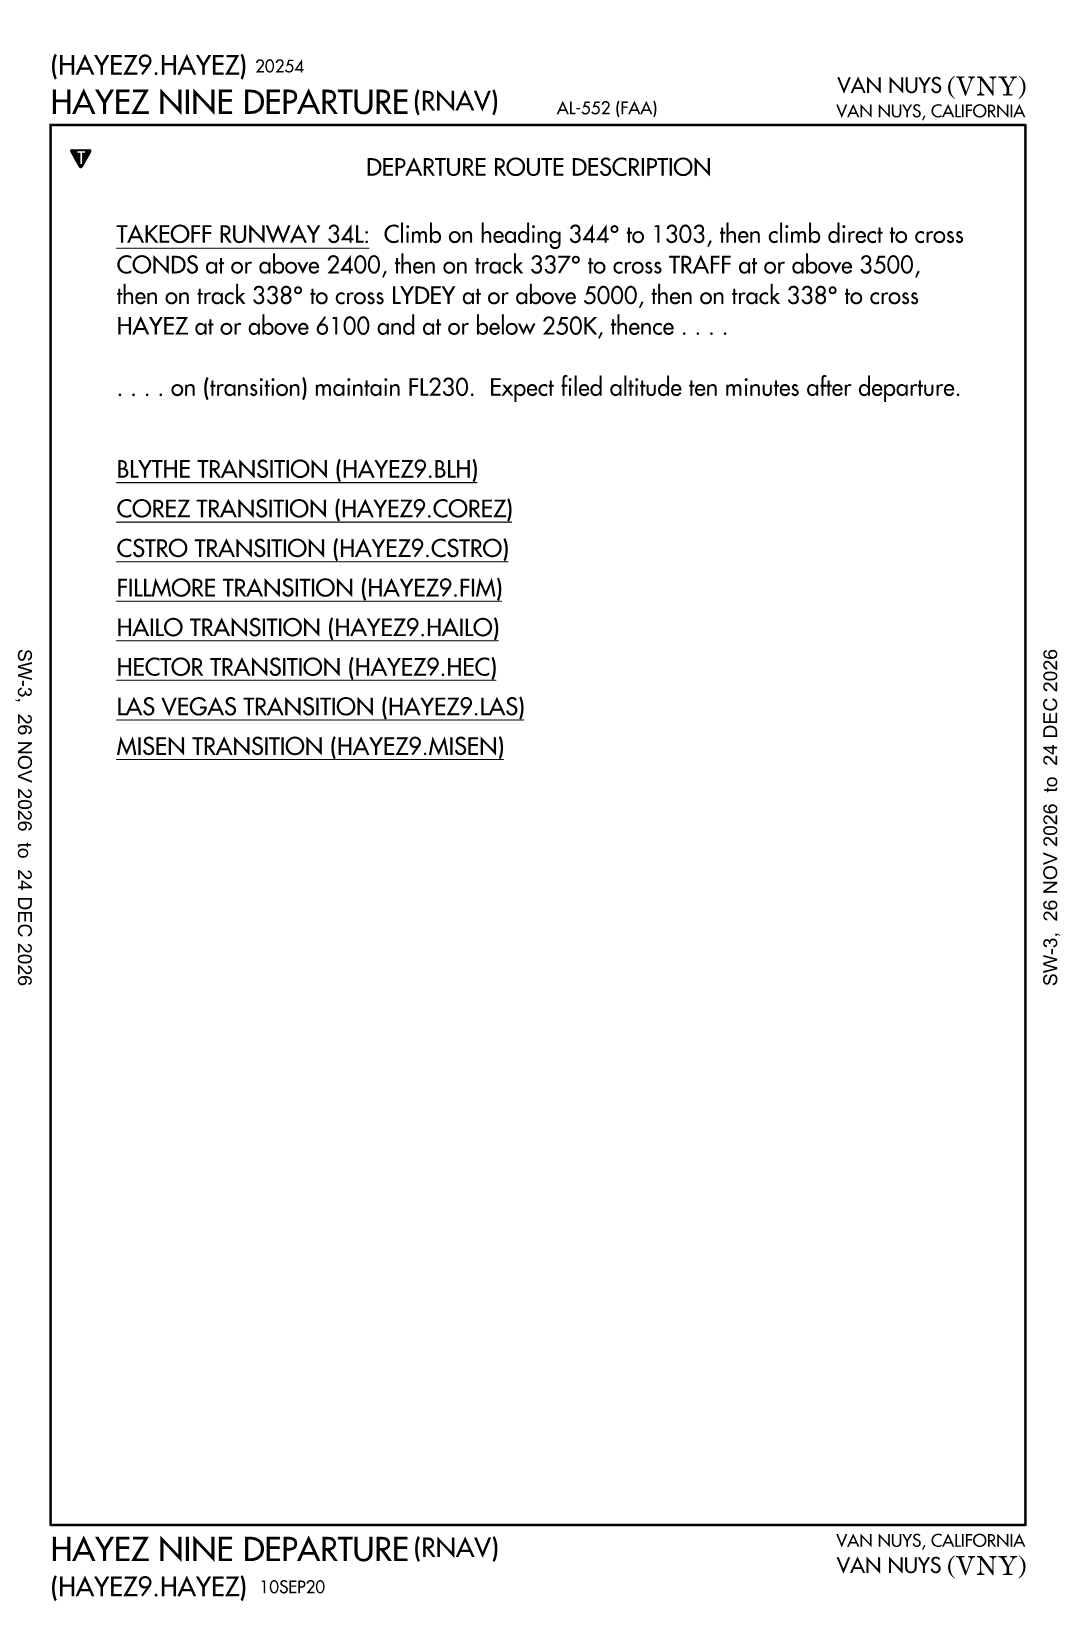 (HAYEZ9.HAYEZ) 20254
HAYEZ NINE DEPARTURE (RNAV)
AL-552 (FAA)
VAN NUYS (VNY)
VAN NUYS, CALIFORNIA
T
DEPARTURE ROUTE DESCRIPTION
TAKEOFF RUNWAY 34L: Climb on heading 344° to 1303, then climb direct to cross
CONDS at or above 2400, then on track 337° to cross TRAFF at or above 3500,
then on track 338° to cross LYDEY at or above 5000, then on track 338° to cross
HAYEZ at or above 6100 and at or below 250K, thence . . . .
. . . . on (transition) maintain FL230. Expect filed altitude ten minutes after departure.
BLYTHE TRANSITION (HAYEZ9.BLH)
COREZ TRANSITION (HAYEZ9.COREZ)
CSTRO TRANSITION (HAYEZ9.CSTRO)
FILLMORE TRANSITION (HAYEZ9.FIM)
HAILO TRANSITION (HAYEZ9.HAILO)
HECTOR TRANSITION (HAYEZ9.HEC)
LAS VEGAS TRANSITION (HAYEZ9.LAS)
MISEN TRANSITION (HAYEZ9.MISEN)
SW-3, 26 NOV 2026 to 24 DEC 2026
SW-3, 26 NOV 2026 to 24 DEC 2026
HAYEZ NINE DEPARTURE (RNAV)
(HAYEZ9.HAYEZ) 10SEP20
VAN NUYS, CALIFORNIA
VAN NUYS (VNY)